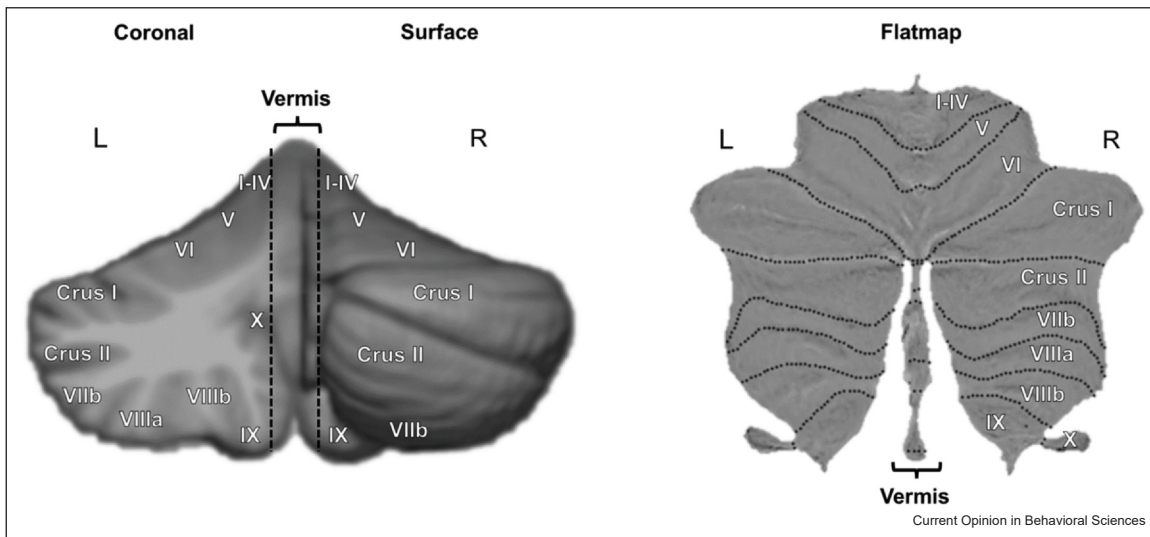 Coronal
Surface
Flatmap
Vermis
L
R
I-IV
I-IV
V
V
VI
VI
Crus I
Crus I
X
Crus II
Crus II
VIIb
VIIIa
VIIIb
IX
IX
VIIb
L
R
I-IV
V
VI
Crus I
Crus II
VIIb
VIIIa
VIIIb
IX
X
Vermis
Current Opinion in Behavioral Sciences